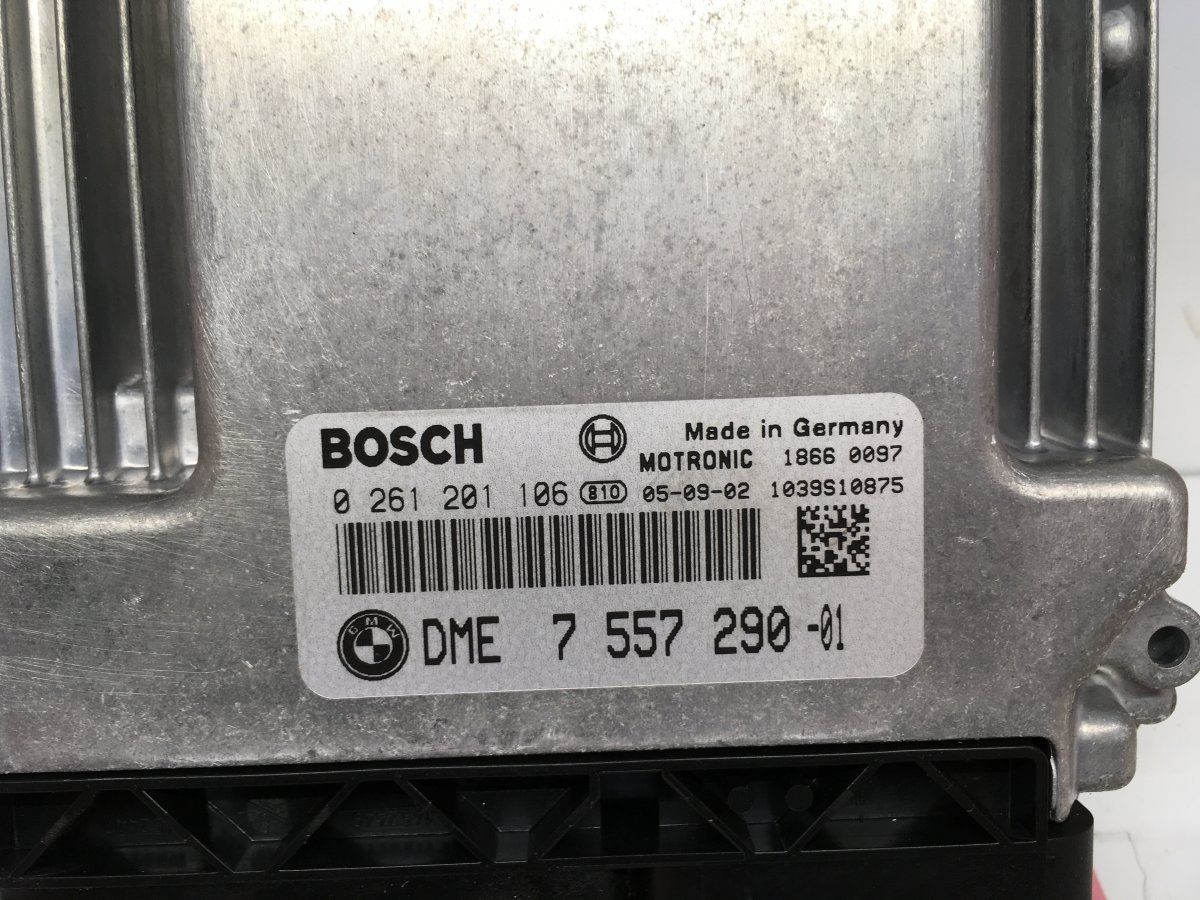 BOSCH
Made in Germany
MOTRONIC 1866 0097
0 261 201 106 810 05-09-02 1039S10875
BMW DME 7 557 290 -01